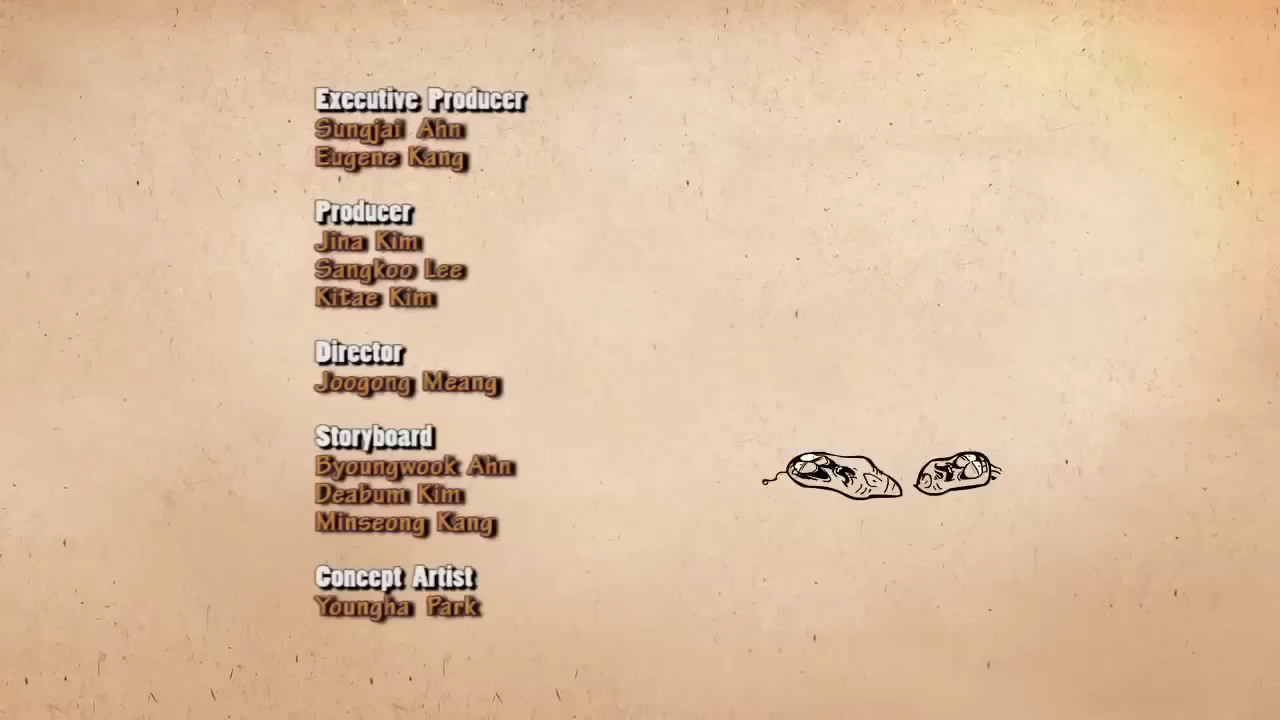 Executive Producer
Sungjai Ahn
Eugene Kang
Producer
Jina Kim
Sangkoo Lee
Kitae Kim
Director
Joogong Meang
Storyboard
Byoungwook Ahn
Deabum Kim
Minseong Kang
Concept Artist
Youngha Park